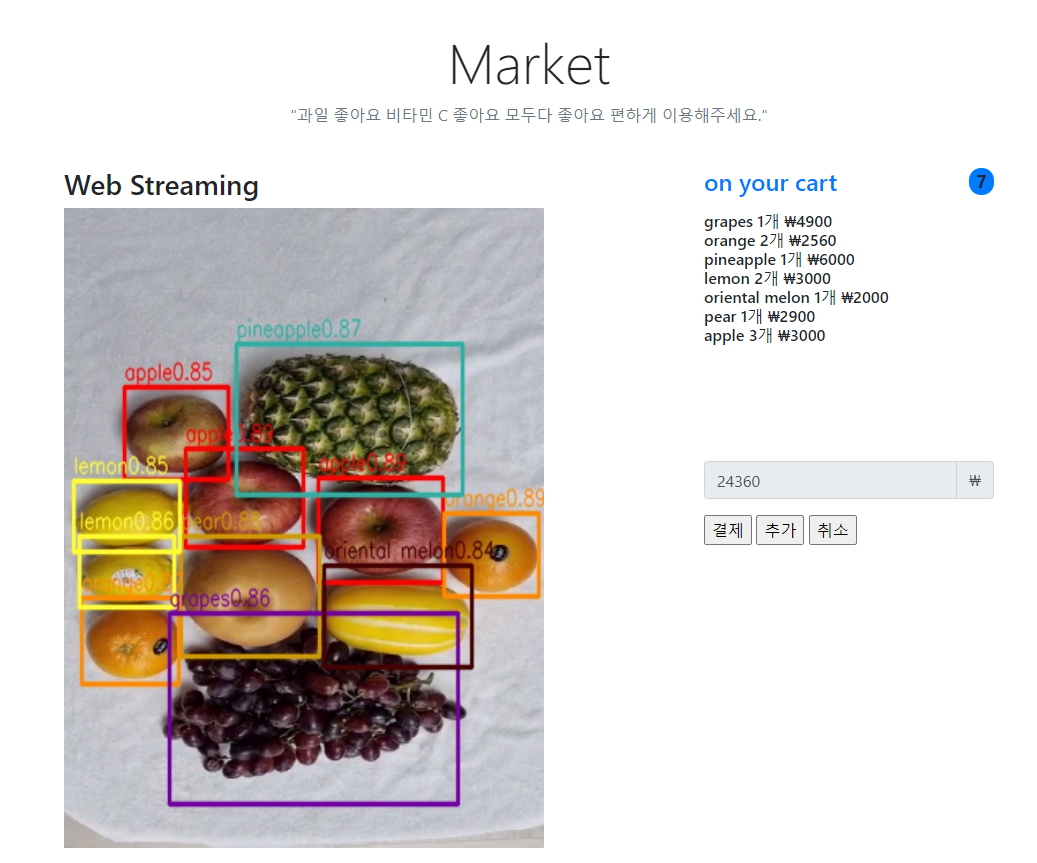 Market
"과일 좋아요 비타민 C 좋아요 모두다 좋아요 편하게 이용해주세요."
Web Streaming
pineapple0.87
apple0.85
apple0.89
apple0.89
lemon0.85
orange0.89
lemon0.86
oriental melon0.84
grapes0.86
on your cart
7
grapes 1개 ₩4900
orange 2개 ₩2560
pineapple 1개 ₩6000
lemon 2개 ₩3000
oriental melon 1개 ₩2000
pear 1개 ₩2900
apple 3개 ₩3000
24360
₩
결제
추가
취소